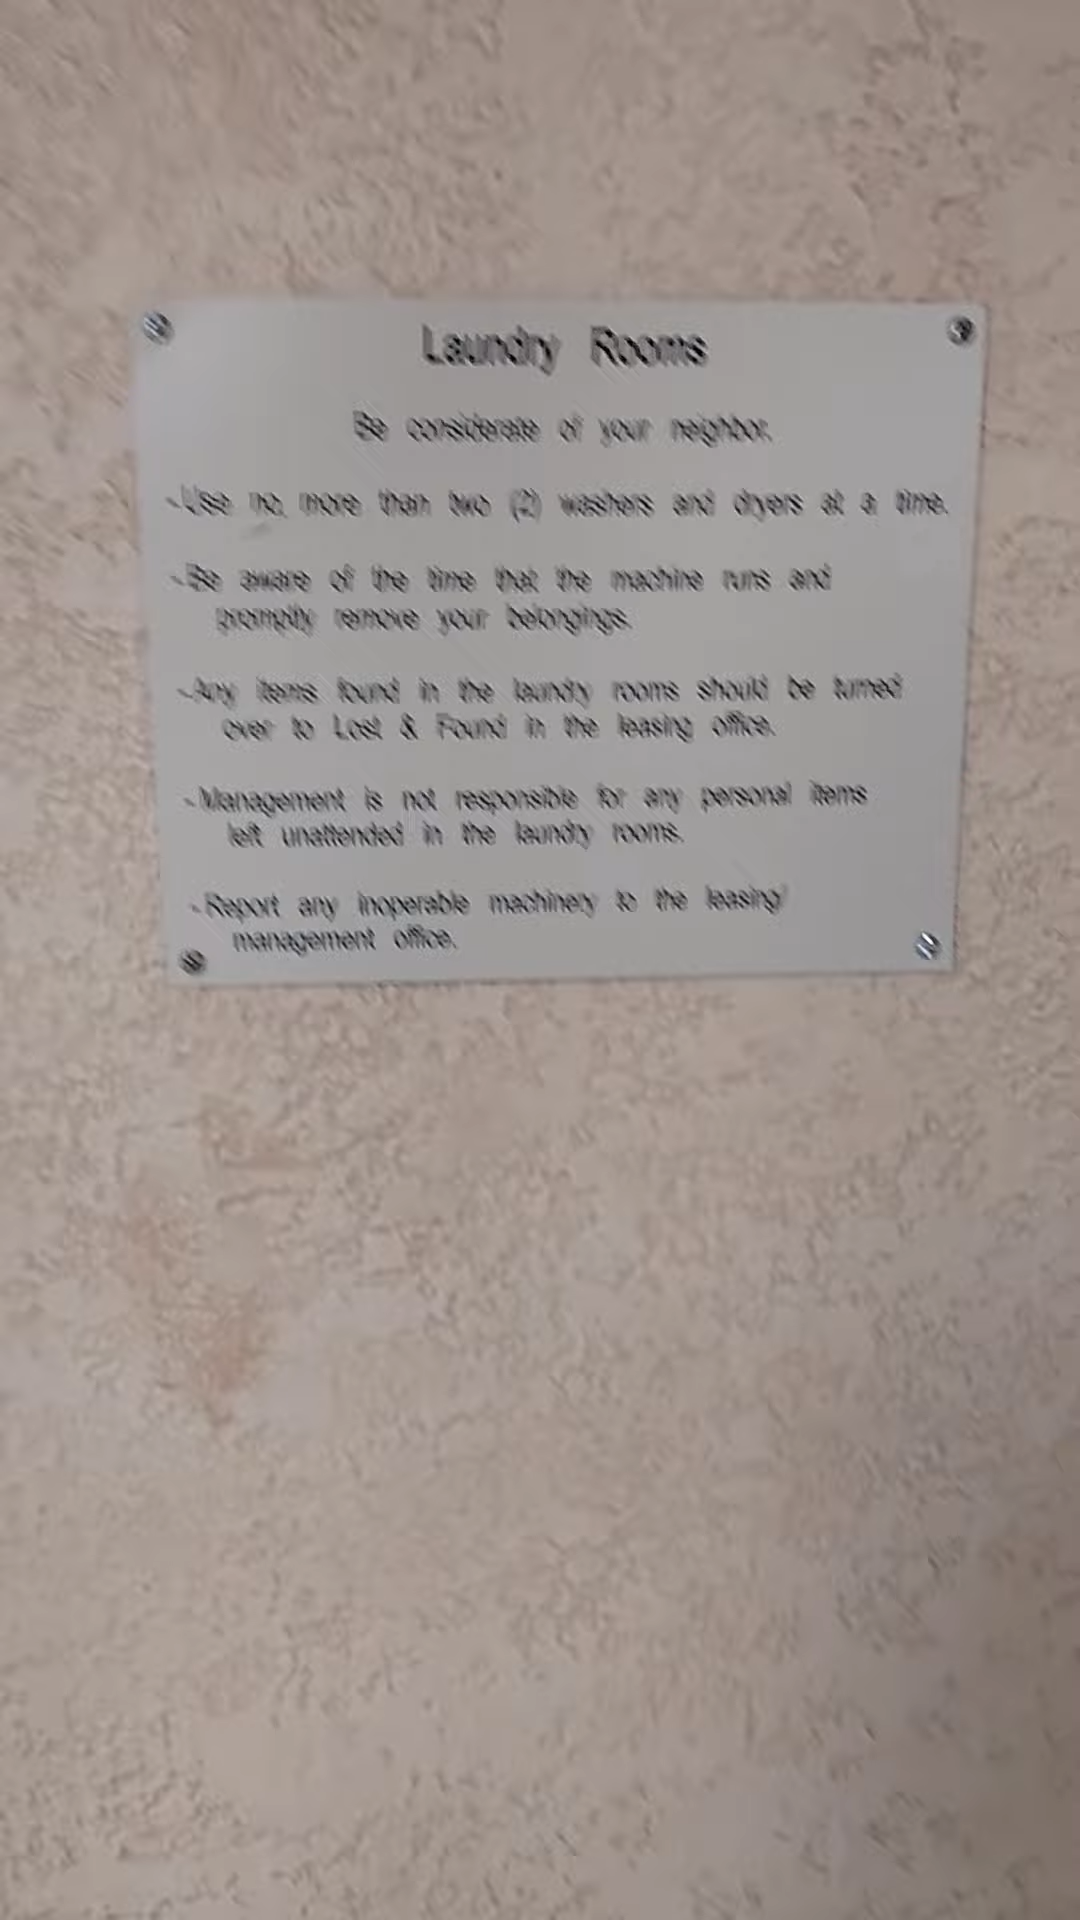 Laundry Rooms
Be considerate of your neighbor.
-Use no more than two (2) washers and dryers at a time.
-Be aware of the time that the machine runs and
promptly remove your belongings.
-Any items found in the laundry rooms should be turned
over to Lost & Found in the leasing office.
-Management is not responsible for any personal items
left unattended in the laundry rooms.
-Report any inoperable machinery to the leasing/
management office.